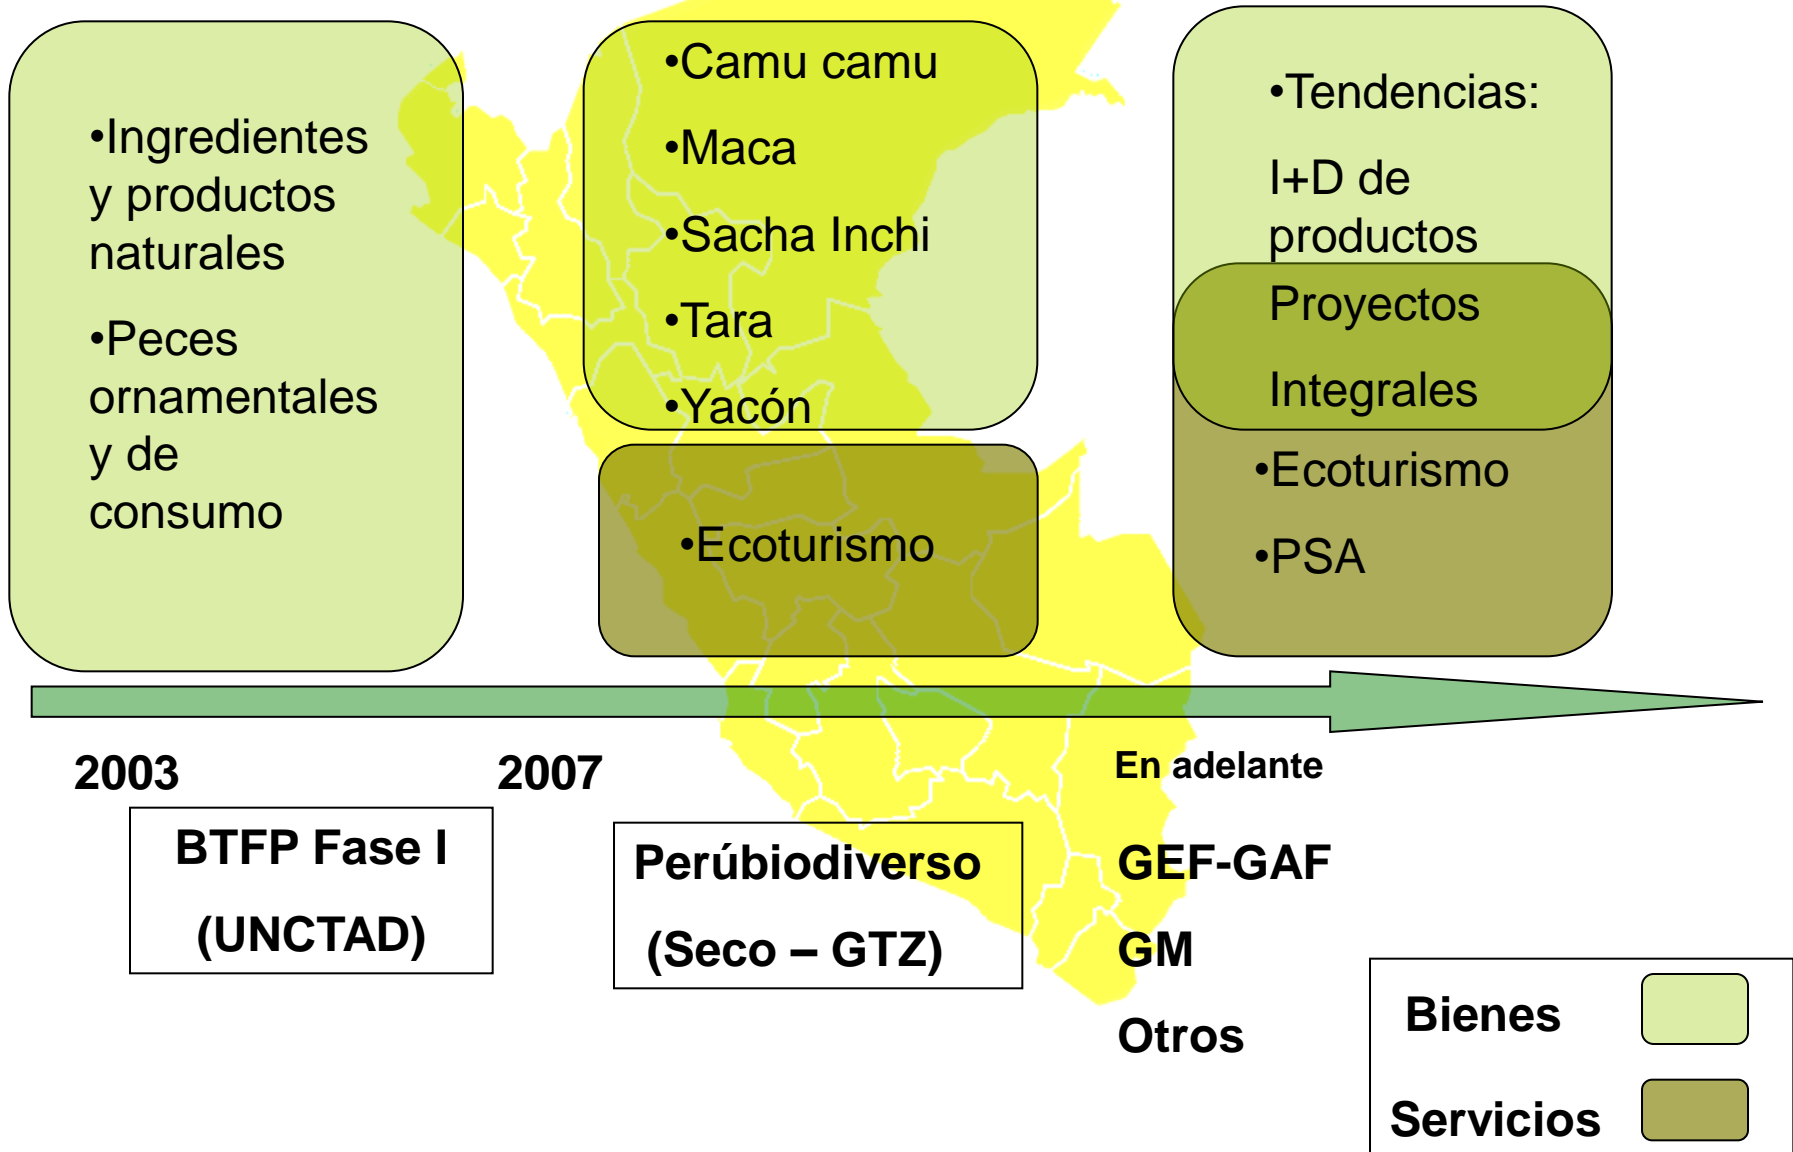 •Ingredientes
y productos
naturales
•Peces
ornamentales
y de
consumo
•Camu camu
•Maca
•Sacha Inchi
•Tara
•Yacón
•Ecoturismo
•Tendencias:
I+D de
productos
Proyectos
Integrales
•Ecoturismo
•PSA
2003
2007
En adelante
BTFP Fase I
(UNCTAD)
Perúbiodiverso
(Seco – GTZ)
GEF-GAF
GM
Otros
Bienes
Servicios